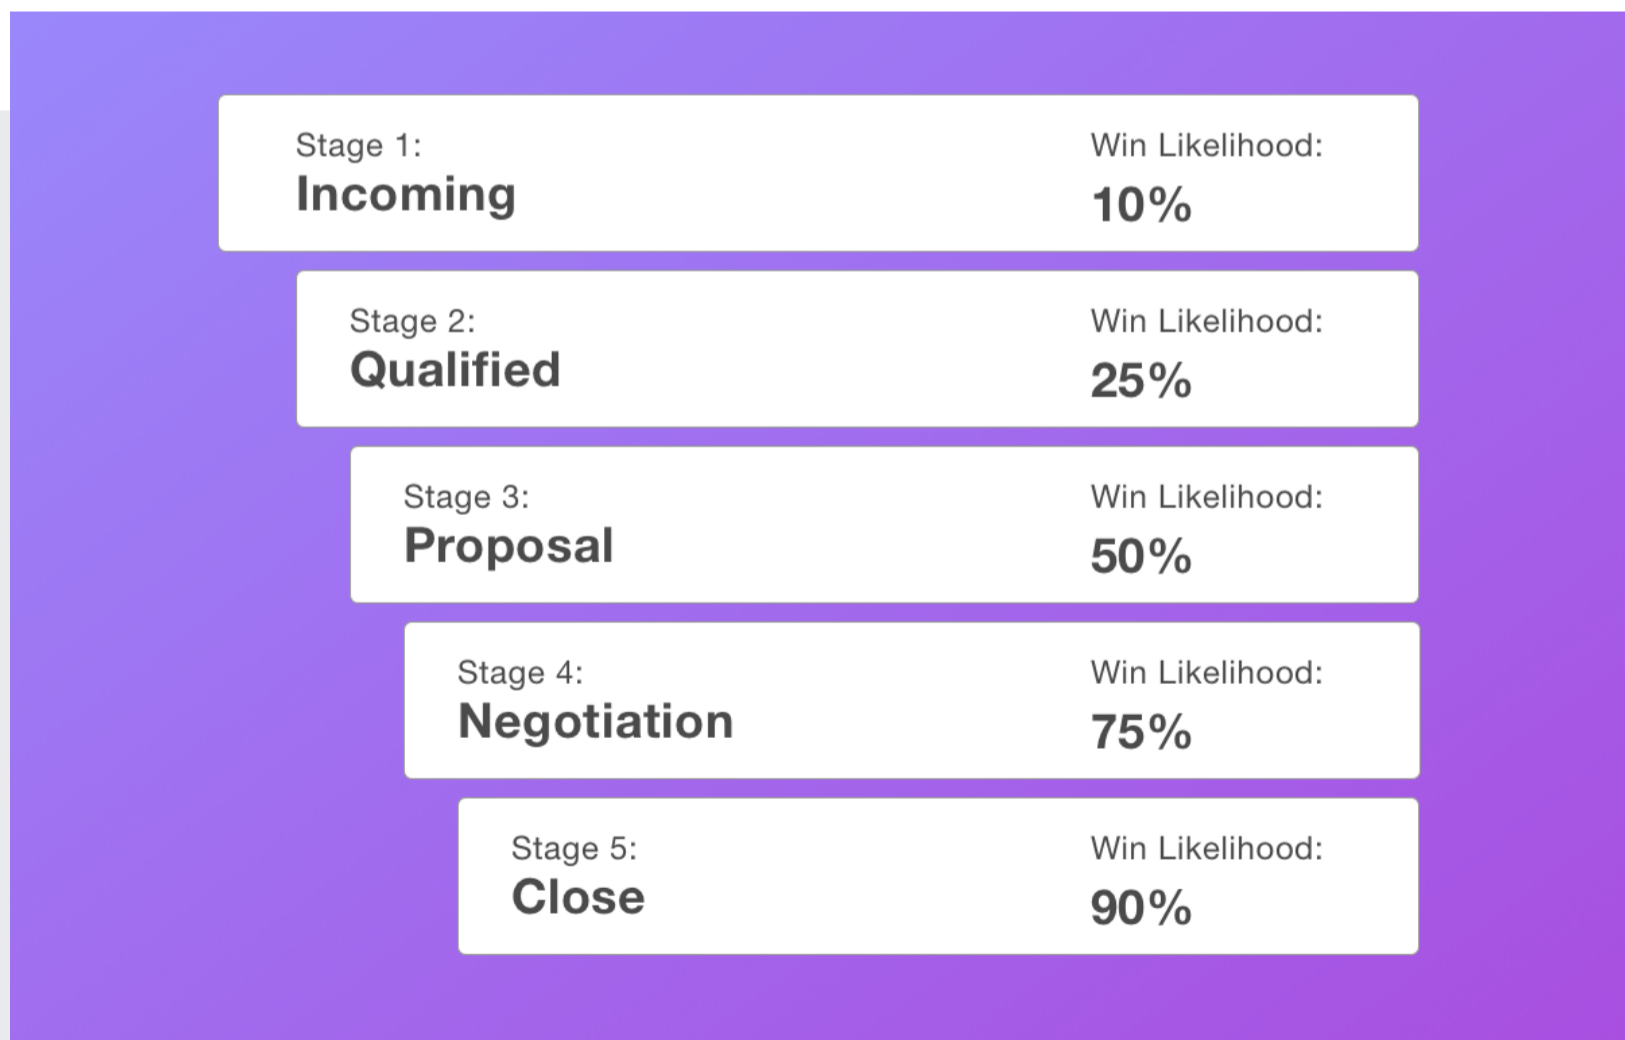 Stage 1:
Incoming
Win Likelihood:
10%
Stage 2:
Qualified
Win Likelihood:
25%
Stage 3:
Proposal
Win Likelihood:
50%
Stage 4:
Negotiation
Win Likelihood:
75%
Stage 5:
Close
Win Likelihood:
90%